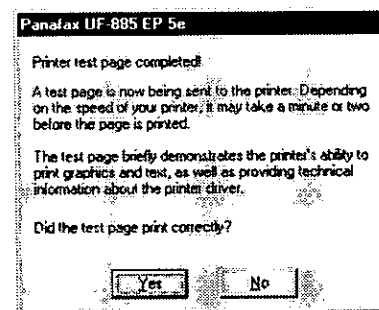 Panafax UF-885 EP 5e
Printer test page completed!
A test page is now being sent to the printer. Depending
on the speed of your printer, it may take a minute or two
before the page is printed.
The test page briefly demonstrates the printer's ability to
print graphics and text, as well as providing technical
information about the printer driver.
Did the test page print correctly?
Yes No